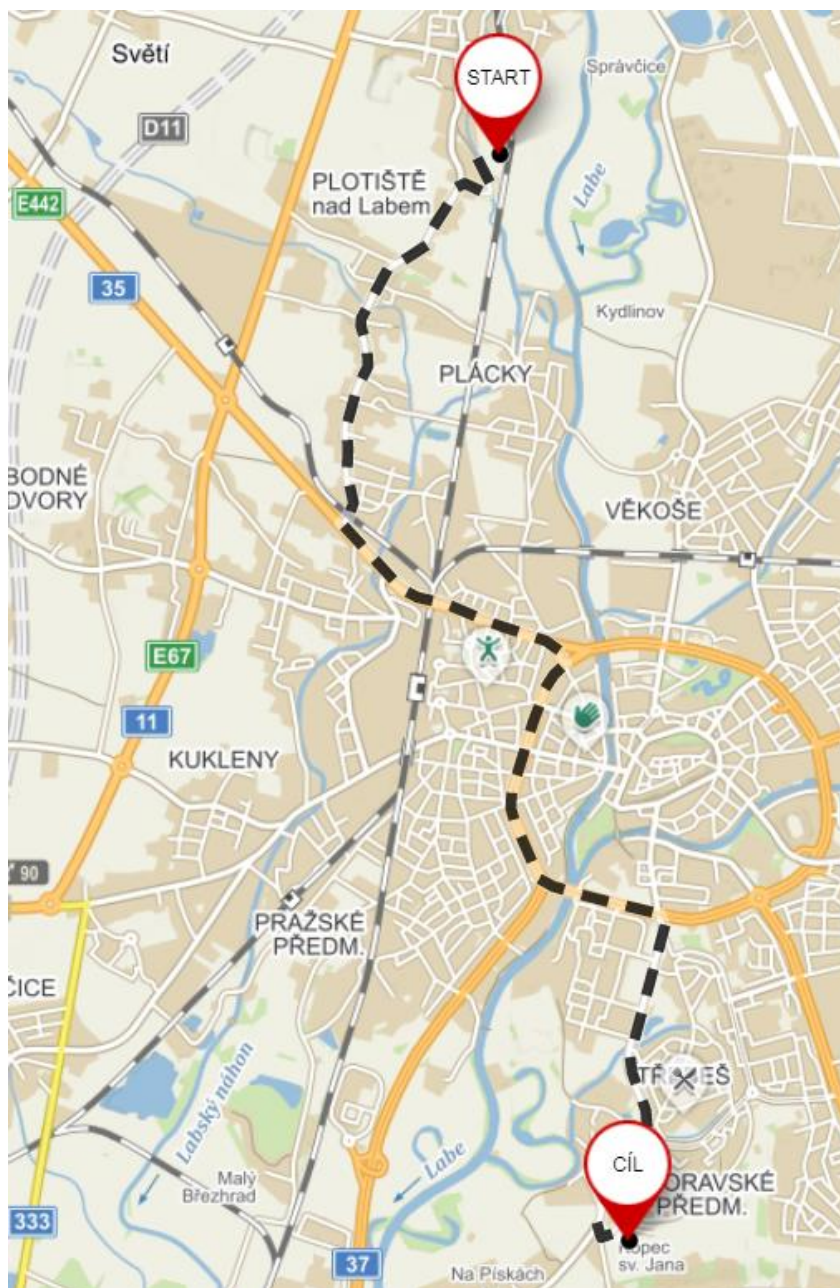 Světí
START
Správčice
D11
PLOTIŠTĚ
nad Labem
Labe
E442
35
Kydlinov
PLÁCKY
BODNÉ
DVORY
VĚKOŠE
E67
11
KUKLENY
90
PRAŽSKÉ
PŘEDM.
ČICE
Labský náhon
Labe
CÍL
Malý
Březhrad
ORAVSKÉ
PŘEDM.
333
37
Na Pískách
Kopec
sv. Jana